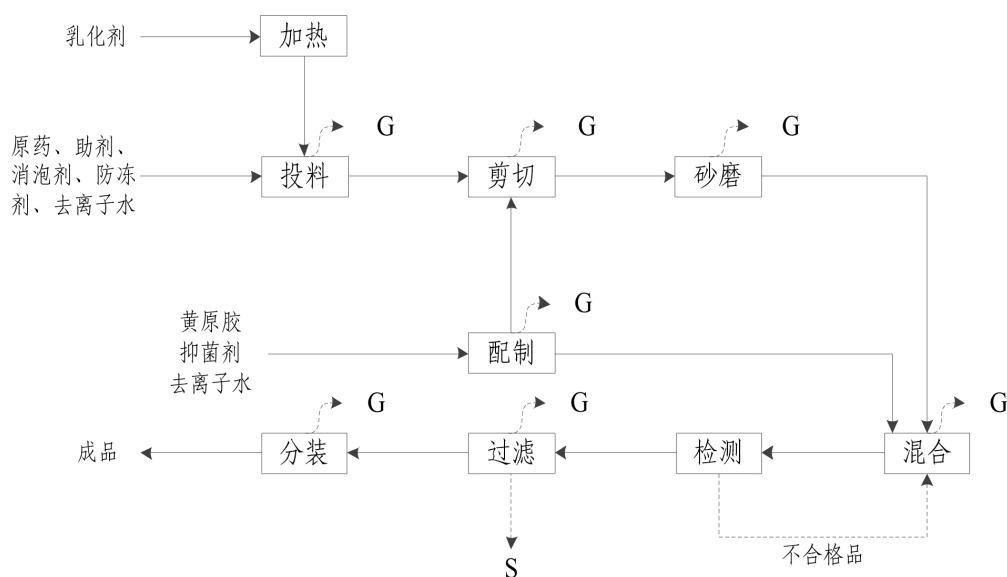 乳化剂
加热
G
G
G
原药、助剂、
消泡剂、防冻
剂、去离子水
投料
剪切
砂磨
G
黄原胶
抑菌剂
去离子水
配制
G
G
G
成品
分装
过滤
检测
混合
不合格品
S